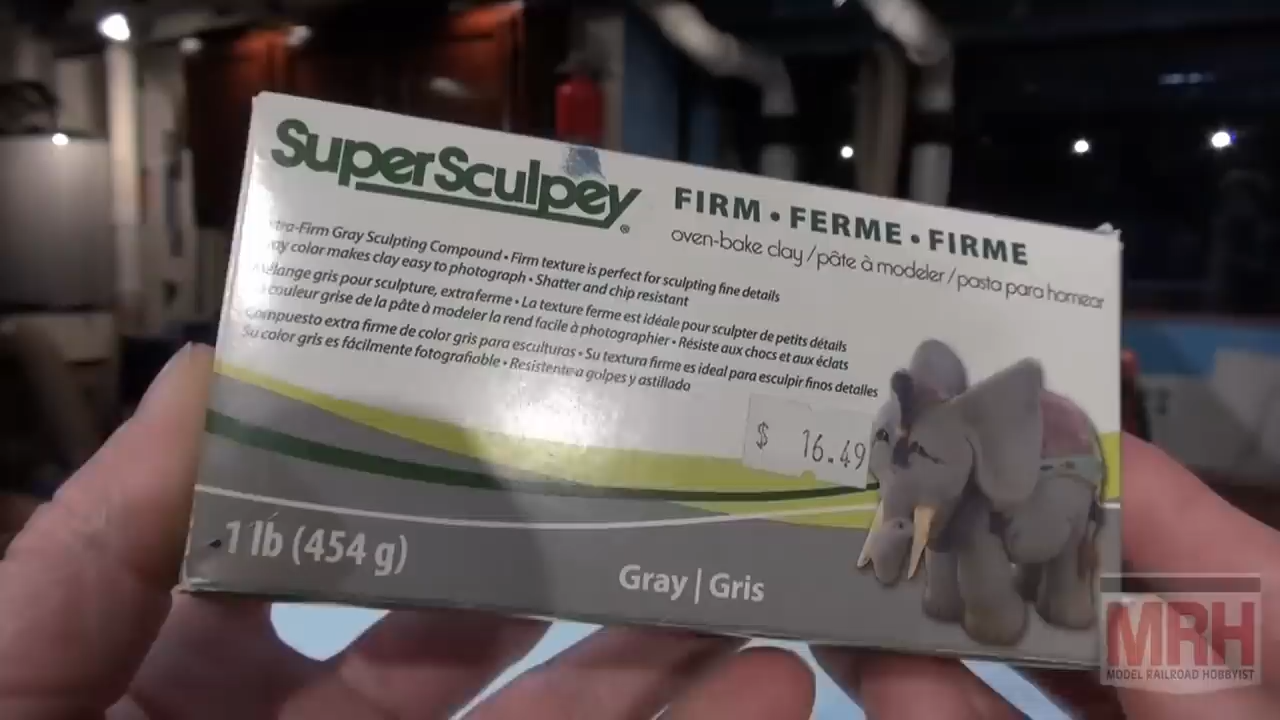 SuperSculpey®
FIRM • FERME • FIRME
oven-bake clay / pâte à modeler / pasta para hornear
tra-Firm Gray Sculpting Compound • Firm texture is perfect for sculpting fine details
ay color makes clay easy to photograph • Shatter and chip resistant
élange gris pour sculpture, extraferme • La texture ferme est idéale pour sculpter de petits détails
couleur grise de la pâte à modeler la rend facile à photographier • Résiste aux chocs et aux éclats
Compuesto extra firme de color gris para esculturas • Su textura firme es ideal para esculpir finos detalles
Su color gris es fácilmente fotografiable • Resistente a golpes y astillado
$ 16.49
1 lb (454 g)
Gray | Gris
MRH
MODEL RAILROAD HOBBYIST